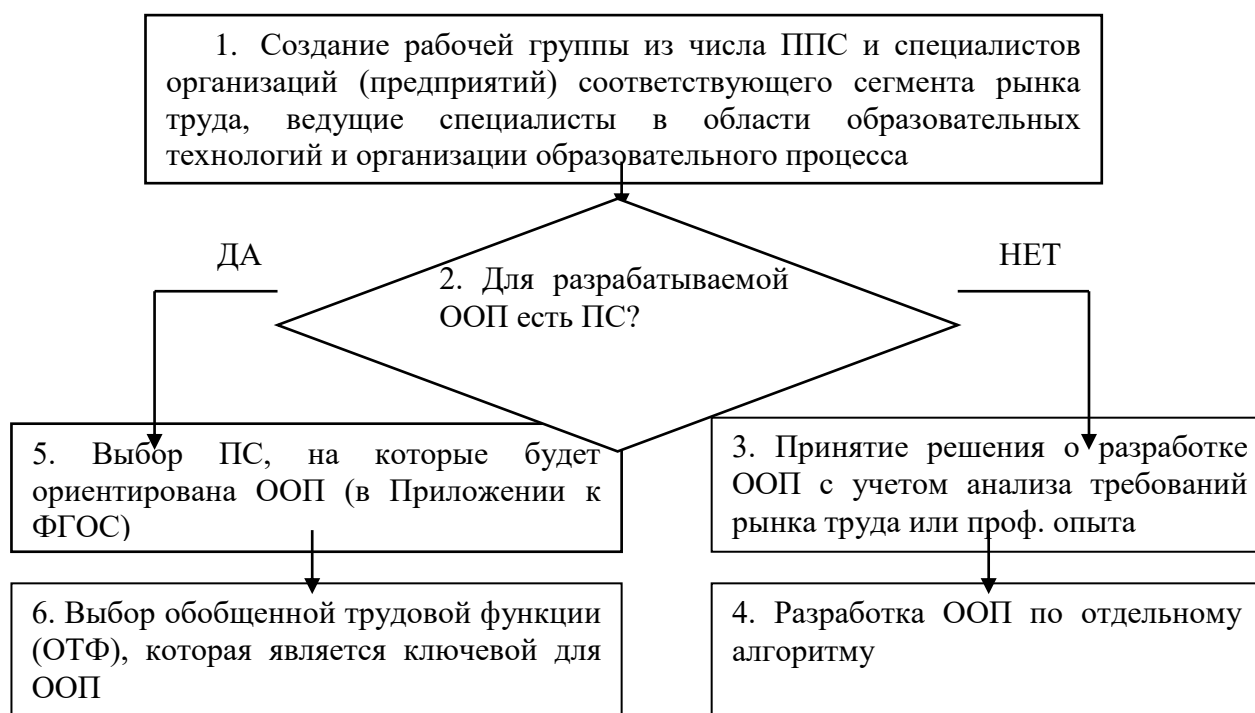 1. Создание рабочей группы из числа ППС и специалистов
организаций (предприятий) соответствующего сегмента рынка
труда, ведущие специалисты в области образовательных
технологий и организации образовательного процесса
ДА
НЕТ
2. Для разрабатываемой
ООП есть ПС?
5. Выбор ПС, на которые будет
ориентирована ООП (в Приложении к
ФГОС)
3. Принятие решения о разработке
ООП с учетом анализа требований
рынка труда или проф. опыта
6. Выбор обобщенной трудовой функции
(ОТФ), которая является ключевой для
ООП
4. Разработка ООП по отдельному
алгоритму